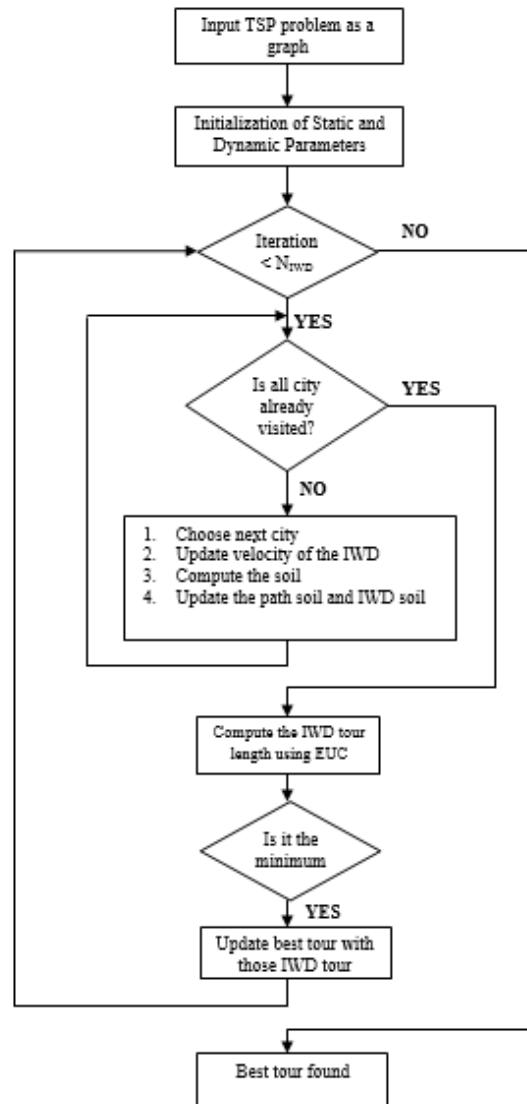 Input TSP problem as a
graph
Initialization of Static and
Dynamic Parameters
Iteration
< N_IWD
NO
YES
Is all city
already
visited?
YES
NO
1. Choose next city
2. Update velocity of the IWD
3. Compute the soil
4. Update the path soil and IWD soil
Compute the IWD tour
length using EUC
Is it the
minimum
YES
Update best tour with
those IWD tour
Best tour found